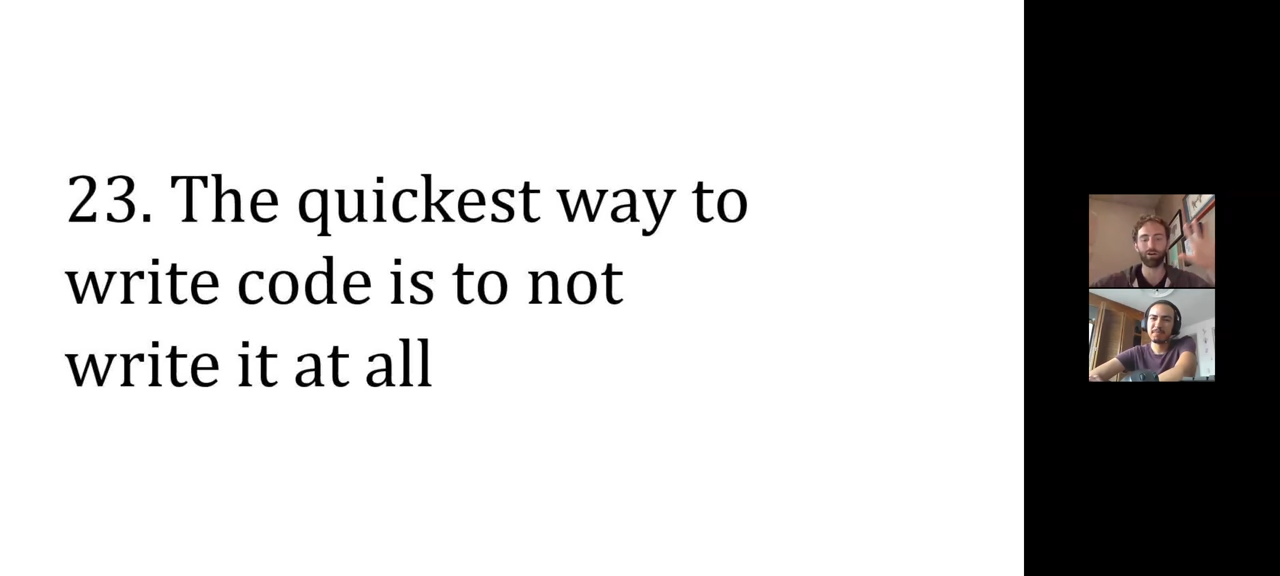 23. The quickest way to
write code is to not
write it at all